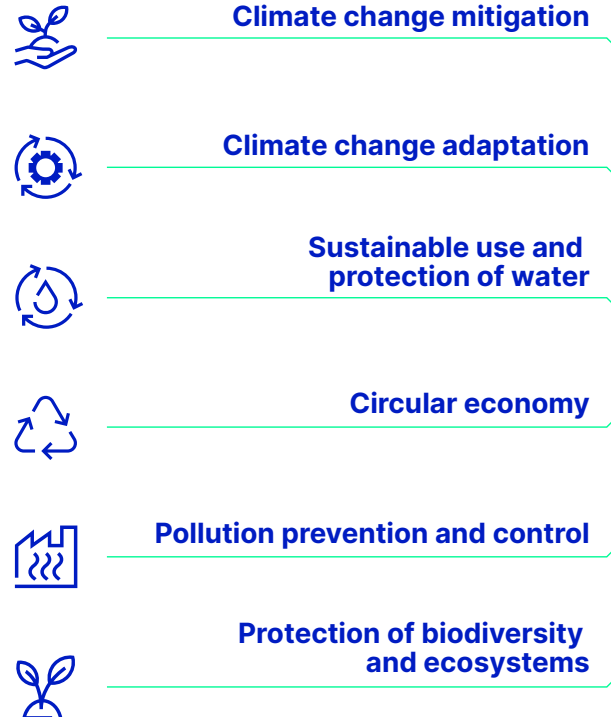 Climate change mitigation
Climate change adaptation
Sustainable use and
protection of water
Circular economy
Pollution prevention and control
Protection of biodiversity
and ecosystems